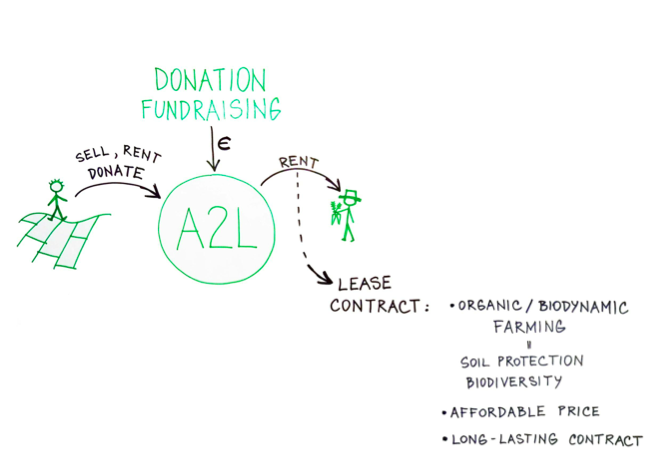 DONATION
FUNDRAISING
€
SELL, RENT
DONATE
RENT
A2L
LEASE
CONTRACT:
• ORGANIC / BIODYNAMIC
FARMING
=
SOIL PROTECTION
BIODIVERSITY
• AFFORDABLE PRICE
• LONG-LASTING CONTRACT